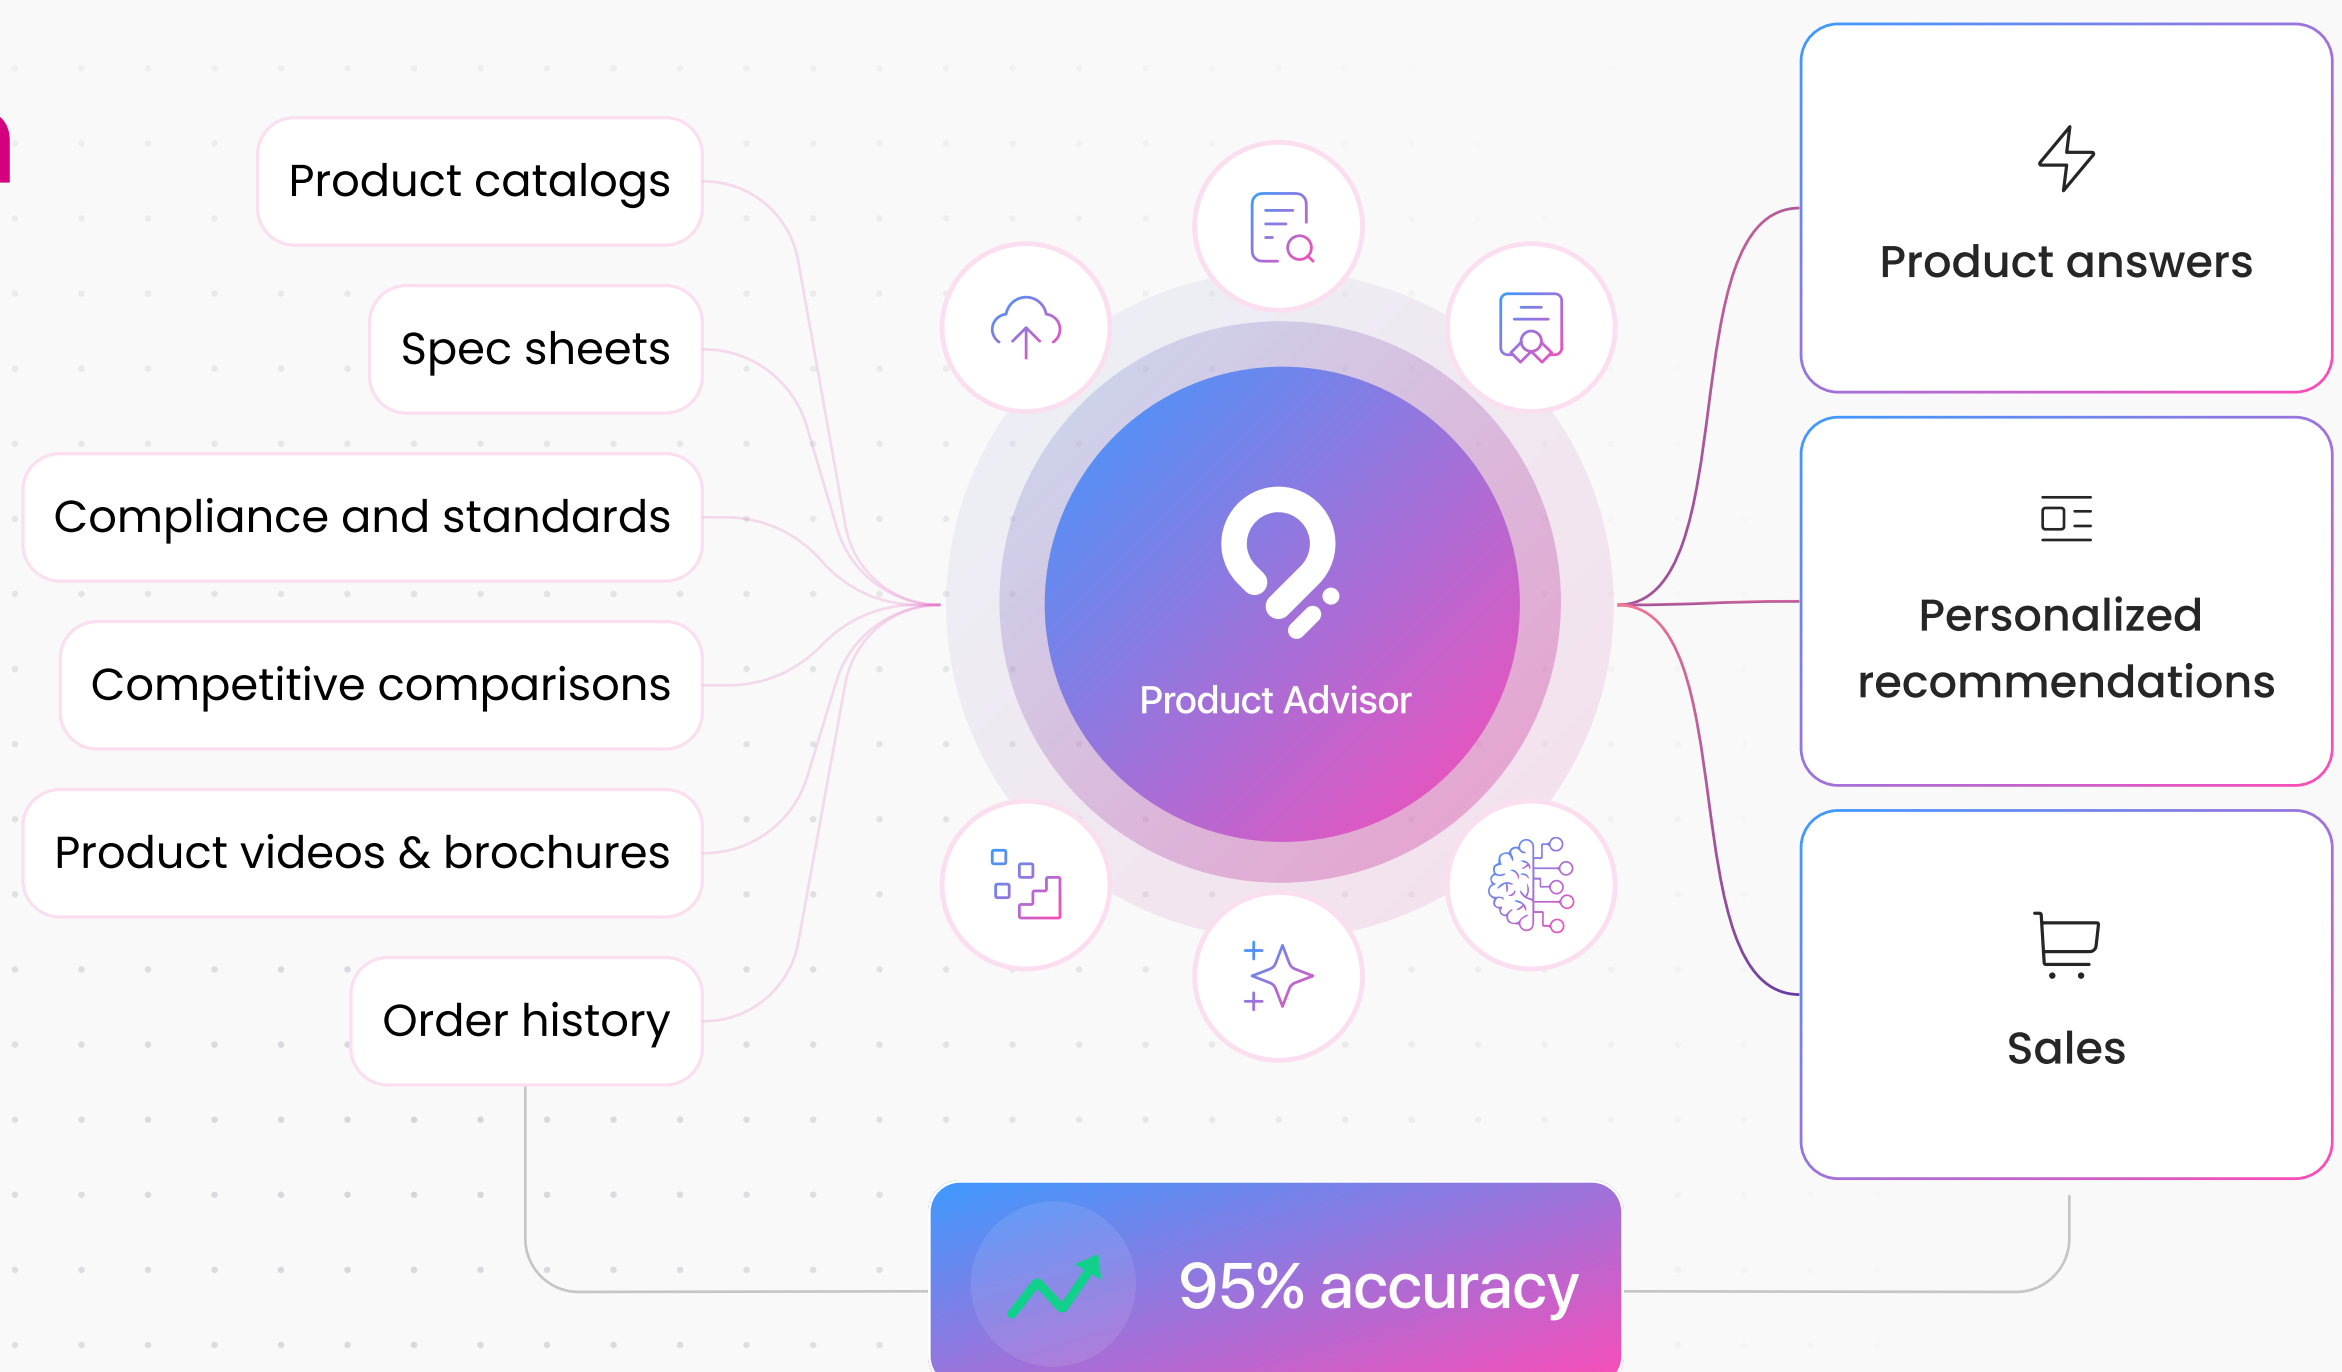 Product catalogs
Spec sheets
Compliance and standards
Competitive comparisons
Product videos & brochures
Order history
Product Advisor
Product answers
Personalized
recommendations
Sales
95% accuracy